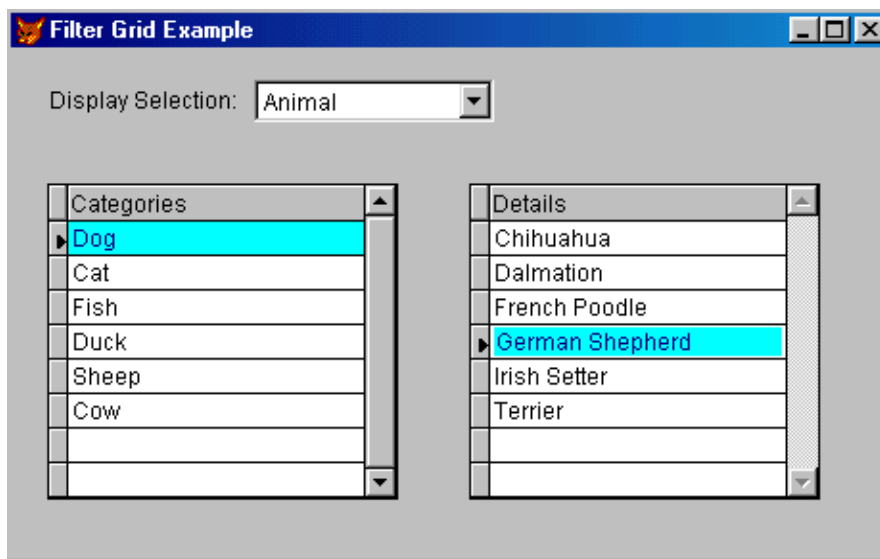 Filter Grid Example
Display Selection: Animal
Categories
Dog
Cat
Fish
Duck
Sheep
Cow
Details
Chihuahua
Dalmation
French Poodle
German Shepherd
Irish Setter
Terrier